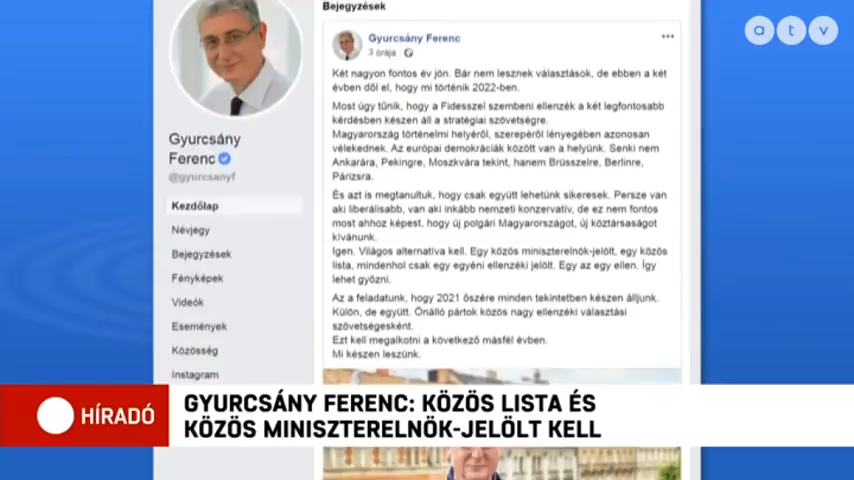 Bejegyzések
atv
Gyurcsány Ferenc
3 órája
Két nagyon fontos év jön. Bár nem lesznek választások, de ebben a két
évben dől el, hogy mi történik 2022-ben.
Most úgy tűnik, hogy a Fidesszel szembeni ellenzék a két legfontosabb
kérdésben készen áll a stratégiai szövetségre.
Magyarország történelmi helyéről, szerepéről lényegében azonosan
vélekednek. Az európai demokráciák között van a helyünk. Senki nem
Ankarára, Pekingre, Moszkvára tekint, hanem Brüsszelre, Berlinre,
Párizsra.
És azt is megtanultuk, hogy csak együtt lehetünk sikeresek. Persze van
aki liberálisabb, van aki inkább nemzeti konzervatív, de ez nem fontos
most ahhoz képest, hogy új polgári Magyarországot, új köztársaságot
kívánunk.
Igen. Világos alternatíva kell. Egy közös miniszterelnök-jelölt, egy közös
lista, mindenhol csak egy egyéni ellenzéki jelölt. Egy az egy ellen. Így
lehet győzni.
Az a feladatunk, hogy 2021 őszére minden tekintetben készen álljunk.
Külön, de együtt. Önálló pártok közös nagy ellenzéki választási
szövetségesként.
Ezt kell megalkotni a következő másfél évben.
Mi készen leszünk.
Gyurcsány
Ferenc
@gyurcsanyf
Kezdőlap
Névjegy
Bejegyzések
Fényképek
Videók
Események
Közösség
Instagram
HÍRADÓ
GYURCSÁNY FERENC: KÖZÖS LISTA ÉS
KÖZÖS MINISZTERELNÖK-JELÖLT KELL